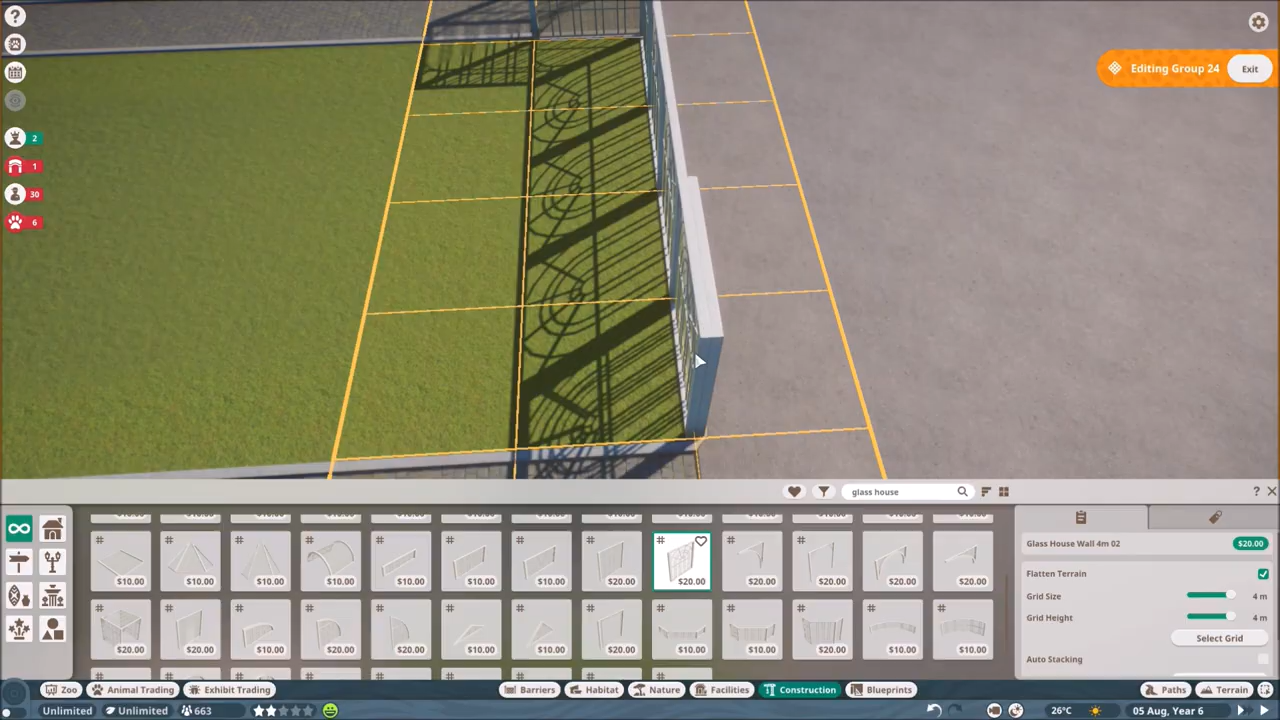 ?
Editing Group 24 Exit
2
1
30
6
glass house
? ×
$10.00 $10.00 $10.00 $10.00 $10.00 $10.00 $10.00 $20.00 $20.00 $20.00 $20.00 $20.00 $20.00
$20.00 $20.00 $10.00 $20.00 $20.00 $10.00 $10.00 $20.00 $10.00 $20.00 $20.00 $10.00 $10.00
Glass House Wall 4m 02 $20.00
Flatten Terrain
Grid Size 4 m
Grid Height 4 m
Select Grid
Auto Stacking
Zoo Animal Trading Exhibit Trading Barriers Habitat Nature Facilities Construction Blueprints Paths Terrain
Unlimited Unlimited 663 26°C 05 Aug, Year 6